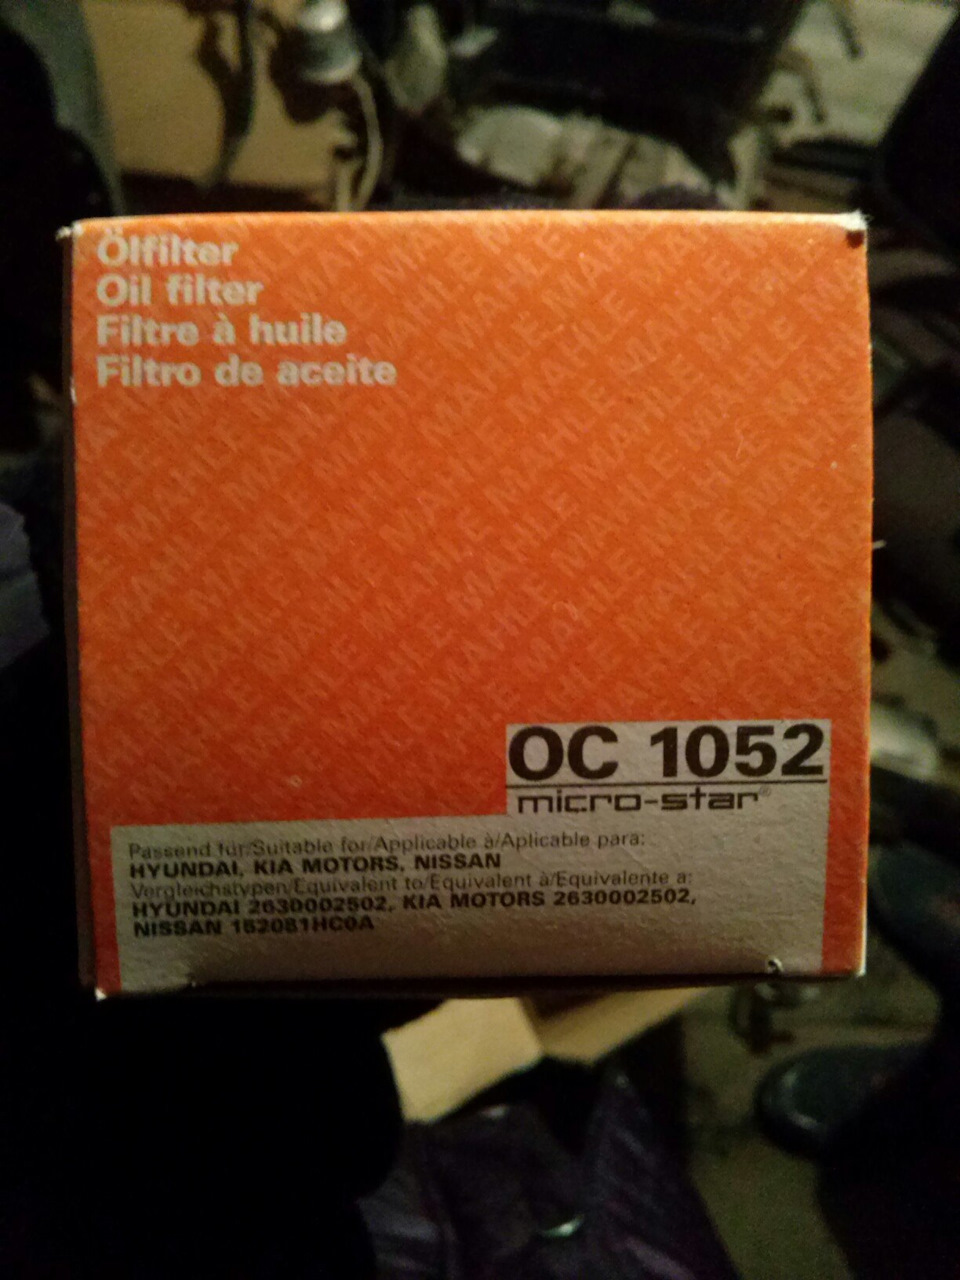 Ölfilter
Oil filter
Filtre à huile
Filtro de aceite
OC 1052
micro-star®
Passend für/Suitable for/Applicable à/Aplicable para:
HYUNDAI, KIA MOTORS, NISSAN
Vergleichstypen/Equivalent to/Equivalent à/Equivalente a:
HYUNDAI 2630002502, KIA MOTORS 2630002502,
NISSAN 152081HC0A
MAHLE